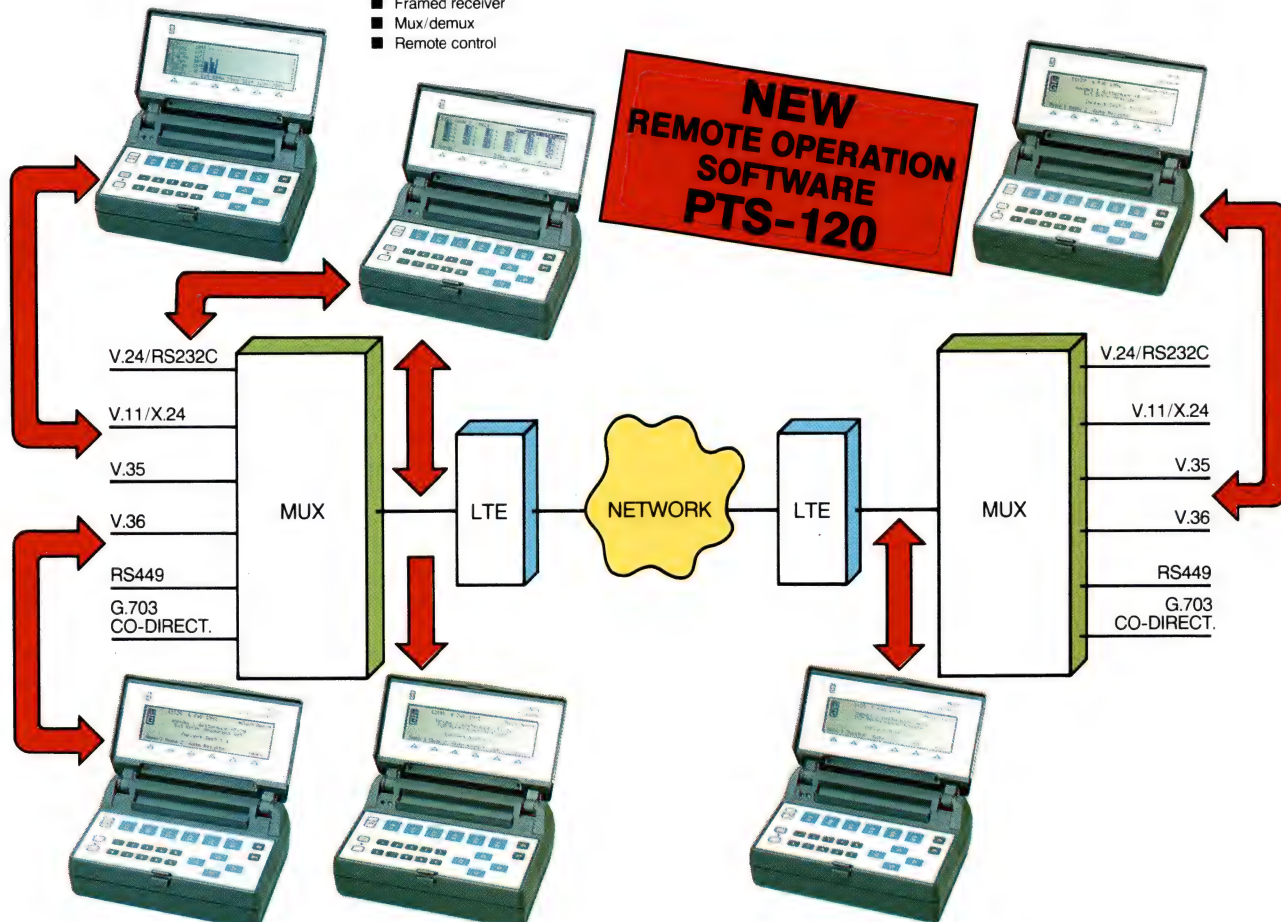 Framed receiver
Mux/demux
Remote control
NEW
REMOTE OPERATION
SOFTWARE
PTS-120
V.24/RS232C
V.11/X.24
V.35
V.36
RS449
G.703
CO-DIRECT.
MUX
LTE
NETWORK
LTE
MUX
V.24/RS232C
V.11/X.24
V.35
V.36
RS449
G.703
CO-DIRECT.